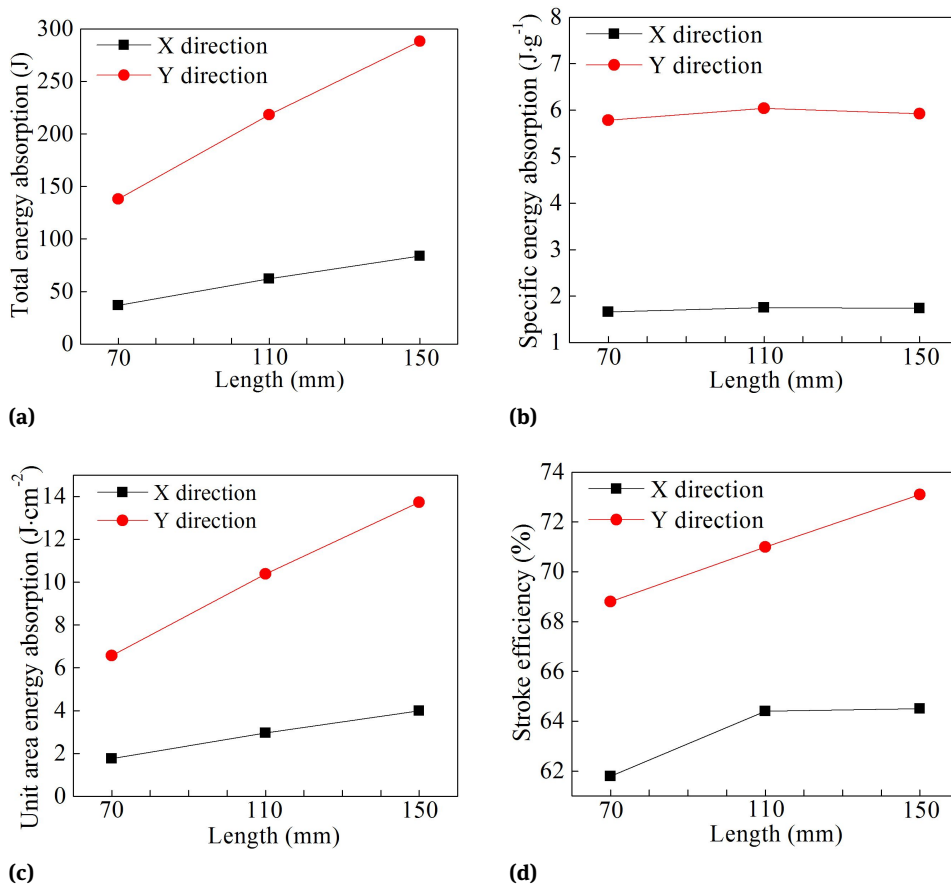 300
250
200
150
100
50
0
Total energy absorption (J)
X direction
Y direction
70 110 150
Length (mm)
(a)
8
7
6
5
4
3
2
1
Specific energy absorption (J·g⁻¹)
X direction
Y direction
70 110 150
Length (mm)
(b)
14
12
10
8
6
4
2
0
Unit area energy absorption (J·cm⁻²)
X direction
Y direction
70 110 150
Length (mm)
(c)
74
72
70
68
66
64
62
Stroke efficiency (%)
X direction
Y direction
70 110 150
Length (mm)
(d)